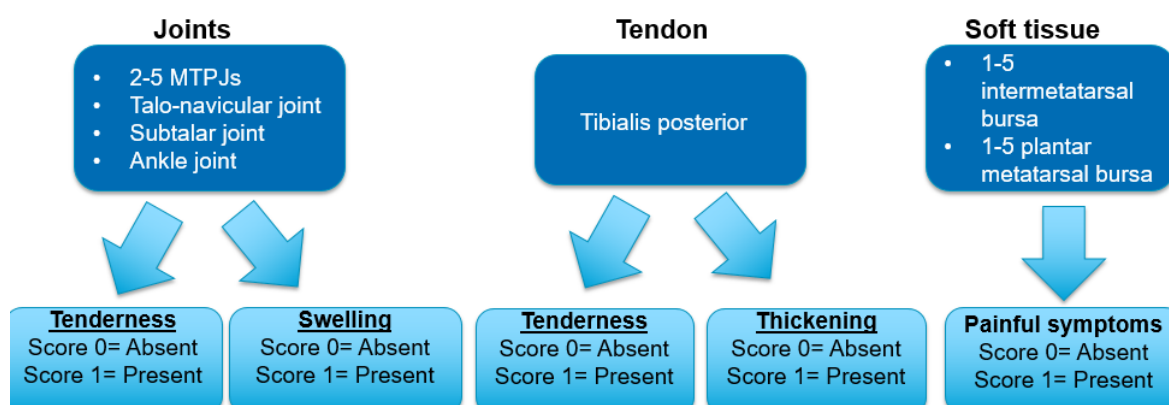 Joints
• 2-5 MTPJs
• Talo-navicular joint
• Subtalar joint
• Ankle joint
Tenderness
Score 0= Absent
Score 1= Present
Swelling
Score 0= Absent
Score 1= Present
Tendon
Tibialis posterior
Tenderness
Score 0= Absent
Score 1= Present
Thickening
Score 0= Absent
Score 1= Present
Soft tissue
• 1-5
intermetatarsal
bursa
• 1-5 plantar
metatarsal bursa
Painful symptoms
Score 0= Absent
Score 1= Present